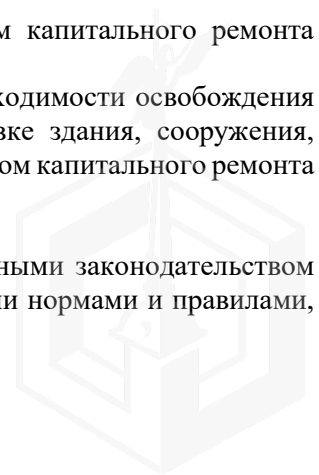 м капитального ремонта
ходимости освобождения
вке здания, сооружения,
ом капитального ремонта
ными законодательством
и нормами и правилами,